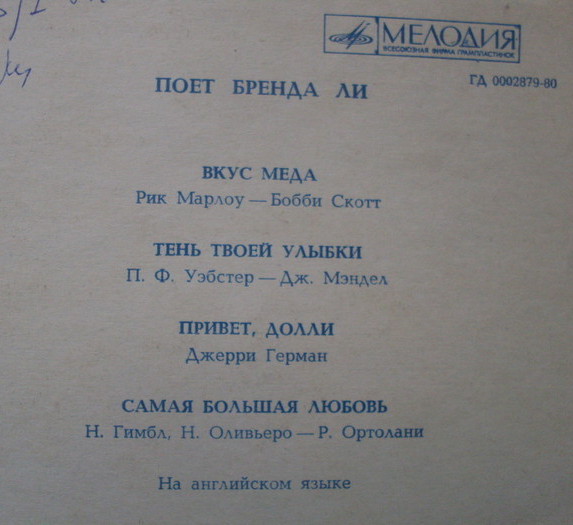 МЕЛОДИЯ
ВСЕСОЮЗНАЯ ФИРМА ГРАМПЛАСТИНОК
ГД 0002879-80
ПОЕТ БРЕНДА ЛИ
ВКУС МЕДА
Рик Марлоу — Бобби Скотт
ТЕНЬ ТВОЕЙ УЛЫБКИ
П. Ф. Уэбстер — Дж. Мэндел
ПРИВЕТ, ДОЛЛИ
Джерри Герман
САМАЯ БОЛЬШАЯ ЛЮБОВЬ
Н. Гимбл, Н. Оливьеро — Р. Ортолани
На английском языке